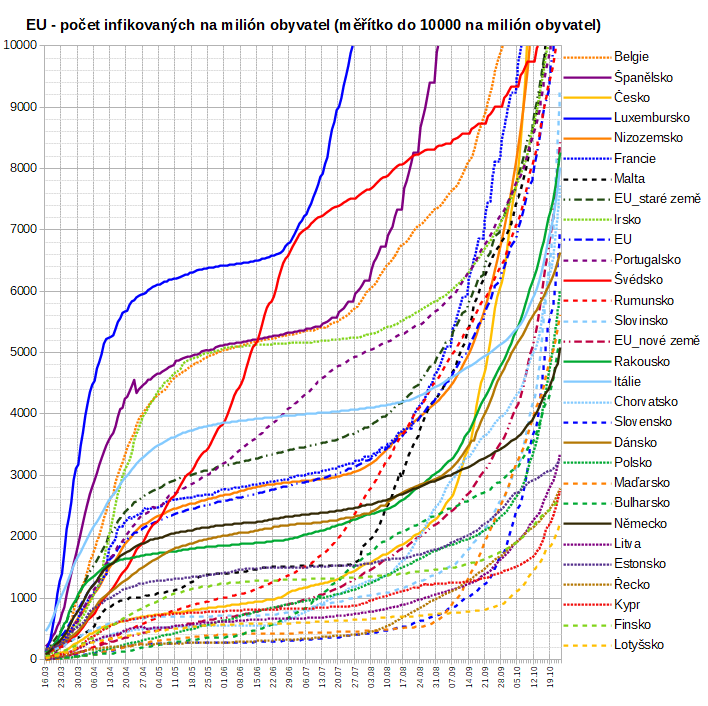 EU - počet infikovaných na milión obyvatel (měřítko do 10000 na milión obyvatel)
10000
9000
8000
7000
6000
5000
4000
3000
2000
1000
0
16.03 23.03 30.03 06.04 13.04 20.04 27.04 04.05 11.05 18.05 25.05 01.06 08.06 15.06 22.06 29.06 06.07 13.07 20.07 27.07 03.08 10.08 17.08 24.08 31.08 07.09 14.09 21.09 28.09 05.10 12.10 19.10
Belgie
Španělsko
Česko
Luxembursko
Nizozemsko
Francie
Malta
EU_staré země
Irsko
EU
Portugalsko
Švédsko
Rumunsko
Slovinsko
EU_nové země
Rakousko
Itálie
Chorvatsko
Slovensko
Dánsko
Polsko
Maďarsko
Bulharsko
Německo
Litva
Estonsko
Řecko
Kypr
Finsko
Lotyšsko